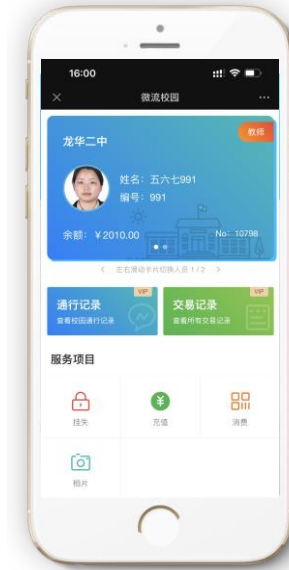 16:00
微流校园
龙华二中
教师
姓名：五六七991
编号：991
余额：￥2010.00
No：10798
左右滑动卡片切换人员 1 / 2
通行记录
VIP
查看校园通行记录
交易记录
VIP
查看所有交易记录
服务项目
挂失
充值
消费
相片